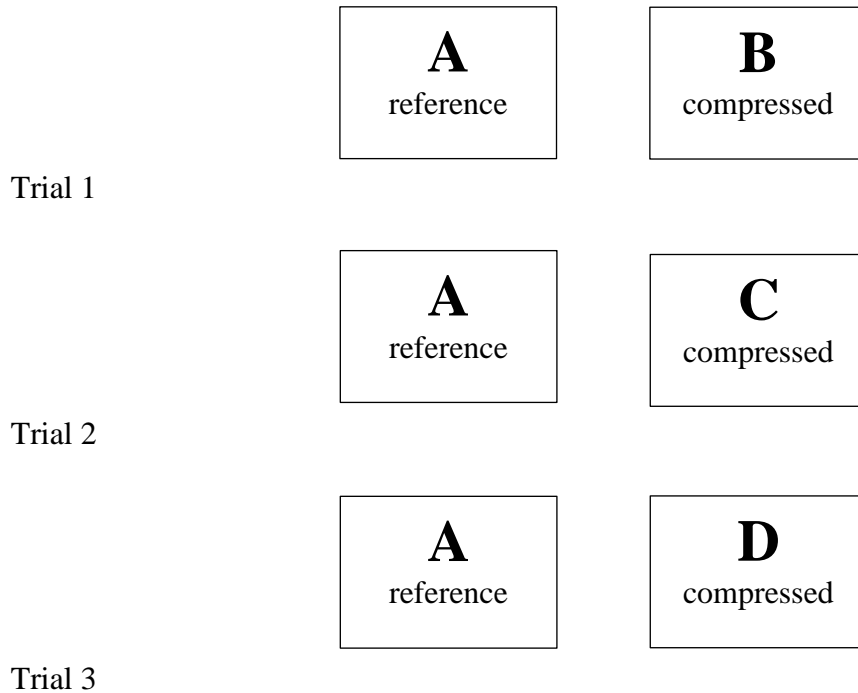 A B
reference compressed
Trial 1
A C
reference compressed
Trial 2
A D
reference compressed
Trial 3